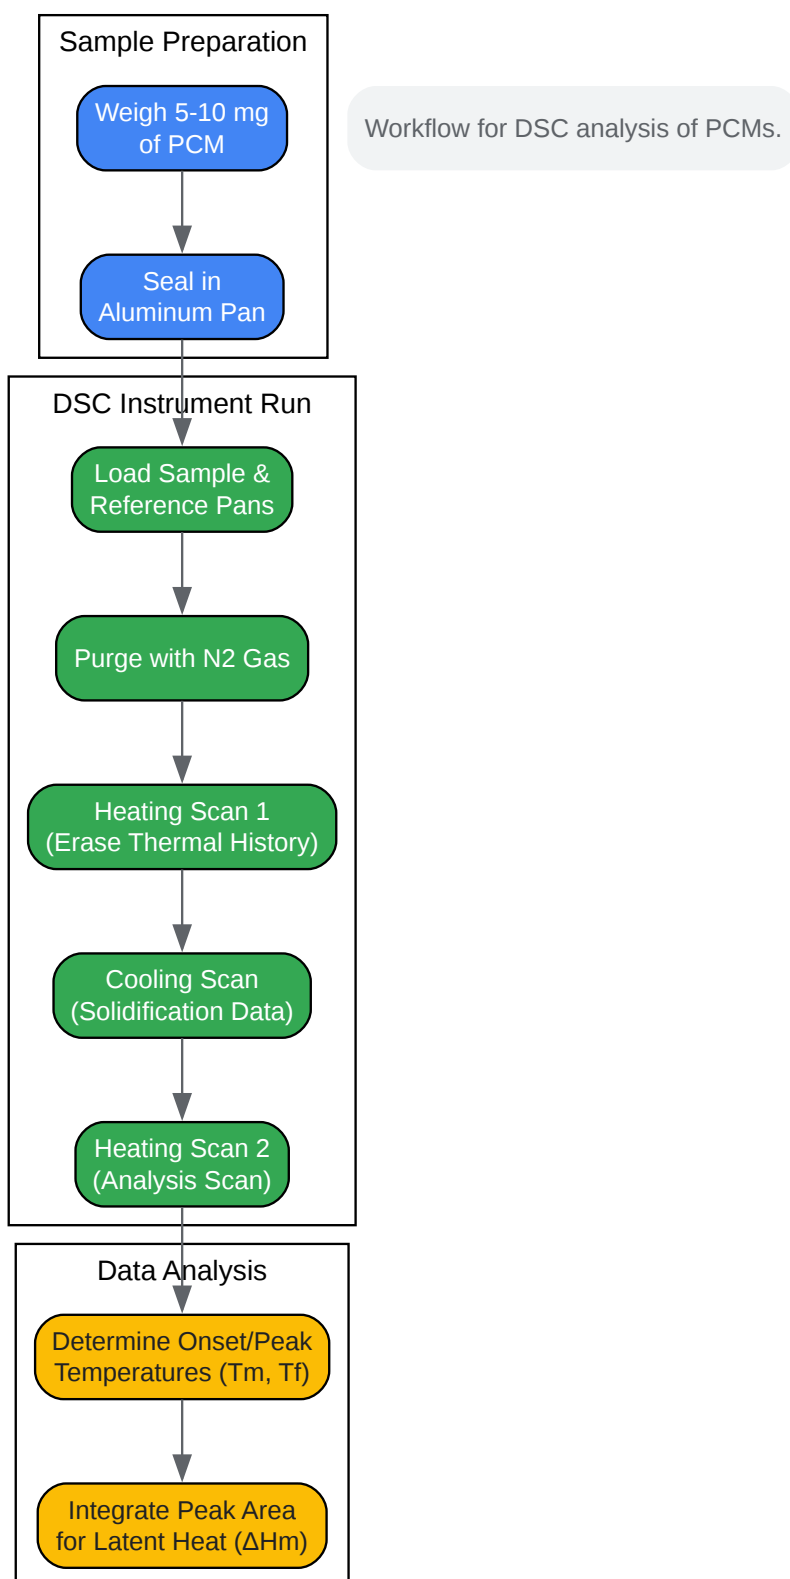 Sample Preparation
Weigh 5-10 mg
of PCM
Workflow for DSC analysis of PCMs.
Seal in
Aluminum Pan
DSC Instrument Run
Load Sample &
Reference Pans
Purge with N2 Gas
Heating Scan 1
(Erase Thermal History)
Cooling Scan
(Solidification Data)
Heating Scan 2
(Analysis Scan)
Data Analysis
Determine Onset/Peak
Temperatures (Tm, Tf)
Integrate Peak Area
for Latent Heat (ΔHm)